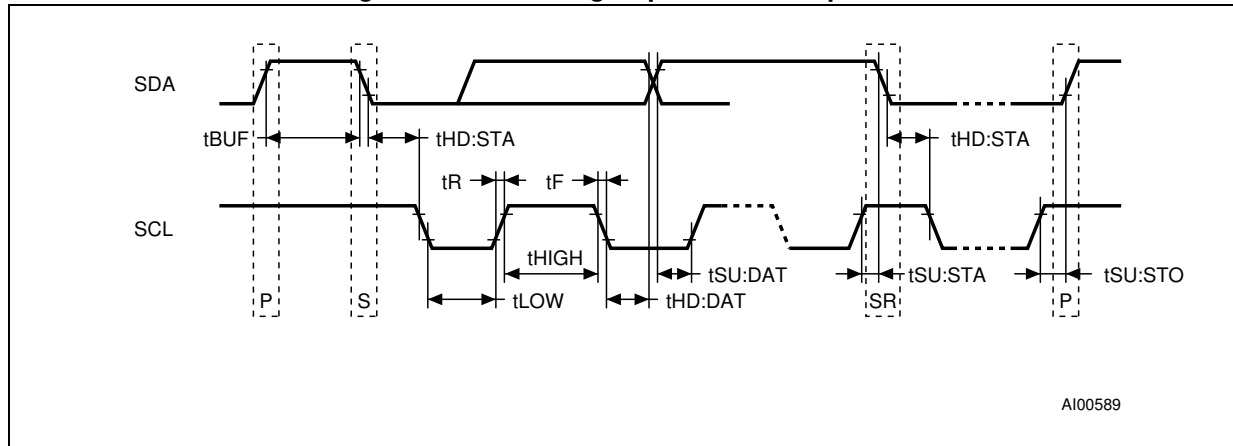 SDA
tBUF
tHD:STA
tHD:STA
tR
tF
SCL
tHIGH
tSU:DAT
tSU:STA
tSU:STO
P
S
tLOW
tHD:DAT
SR
P
AI00589